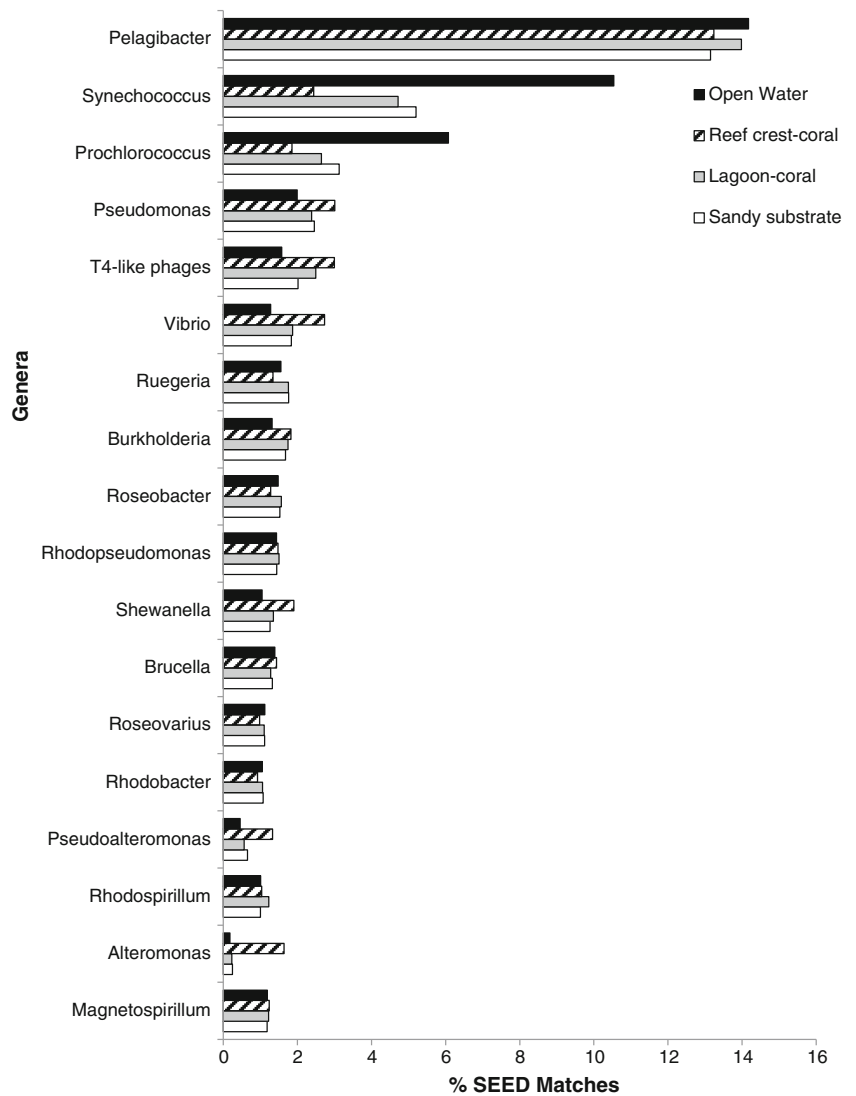 Pelagibacter
Synechococcus
Prochlorococcus
Pseudomonas
T4-like phages
Vibrio
Ruegeria
Burkholderia
Roseobacter
Rhodopseudomonas
Shewanella
Brucella
Roseovarius
Rhodobacter
Pseudoalteromonas
Rhodospirillum
Alteromonas
Magnetospirillum
Genera
Open Water
Reef crest-coral
Lagoon-coral
Sandy substrate
0 2 4 6 8 10 12 14 16
% SEED Matches